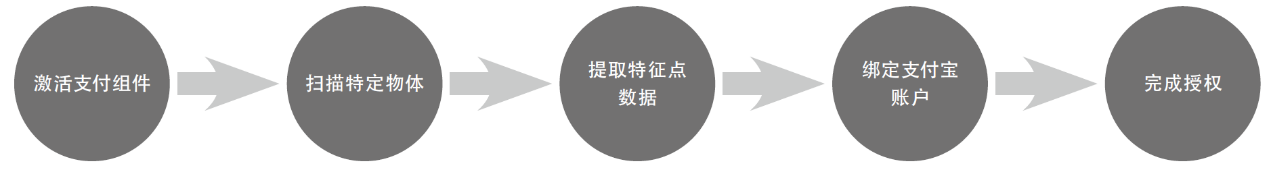 激活支付组件
扫描特定物体
提取特征点
数据
绑定支付宝
账户
完成授权